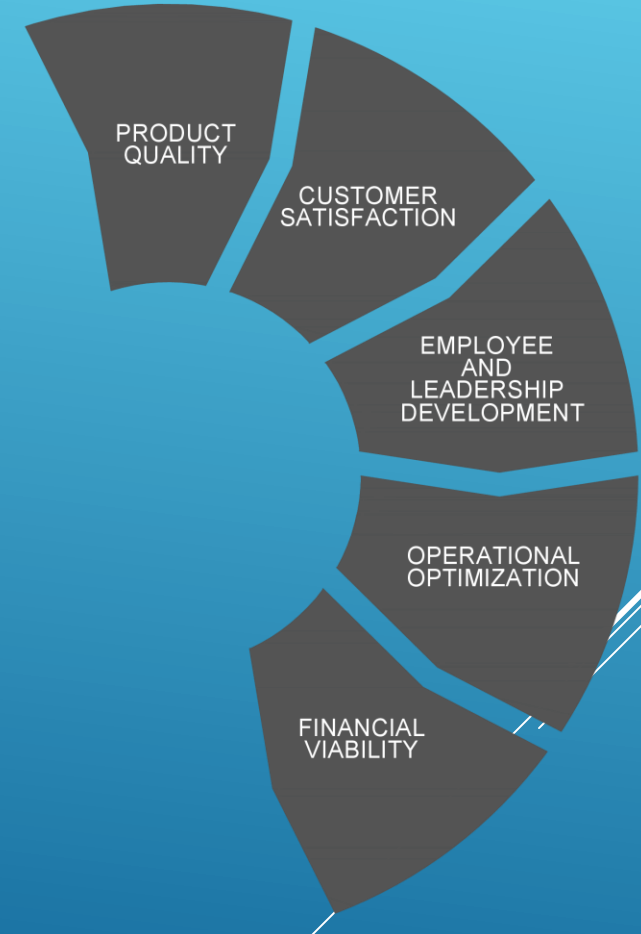 PRODUCT
QUALITY
CUSTOMER
SATISFACTION
EMPLOYEE
AND
LEADERSHIP
DEVELOPMENT
OPERATIONAL
OPTIMIZATION
FINANCIAL
VIABILITY